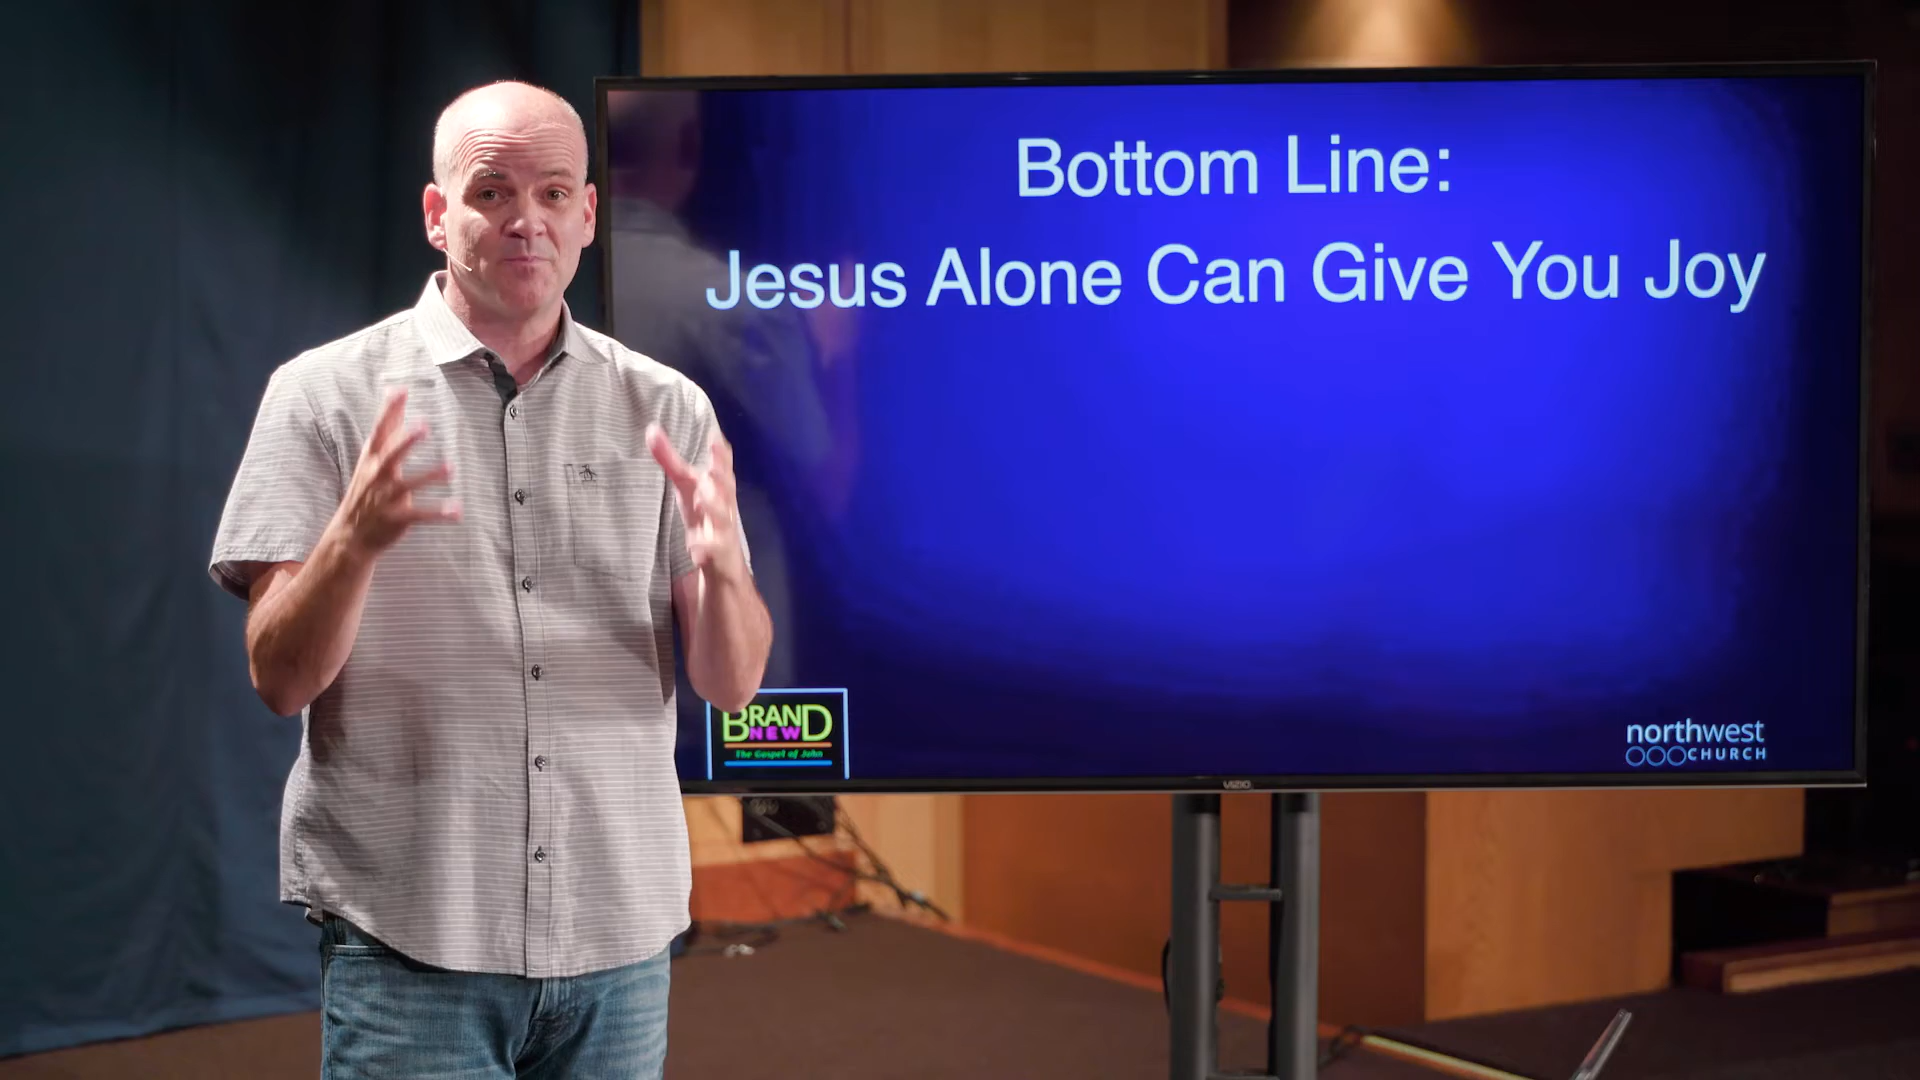 Bottom Line:
Jesus Alone Can Give You Joy
BRAND
NEW
The Gospel of John
northwest
CHURCH
VIZIO